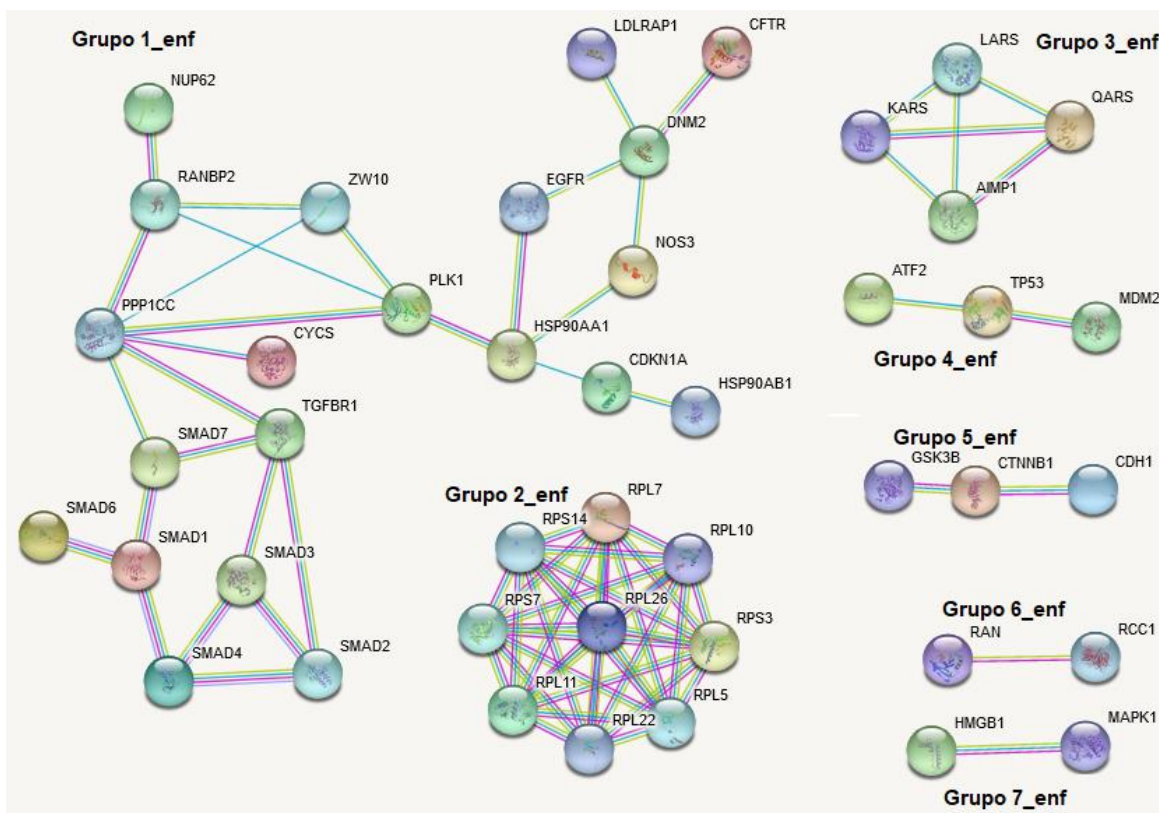 Grupo 1_enf
NUP62
RANBP2
ZW10
PPP1CC
PLK1
CYCS
TGFBR1
SMAD7
SMAD6
SMAD1
SMAD3
SMAD4
SMAD2
LDLRAP1
CFTR
DNM2
EGFR
NOS3
HSP90AA1
CDKN1A
HSP90AB1
Grupo 2_enf
RPL7
RPS14
RPL10
RPS7
RPL26
RPS3
RPL11
RPL5
RPL22
LARS
Grupo 3_enf
KARS
QARS
AIMP1
ATF2
TP53
MDM2
Grupo 4_enf
Grupo 5_enf
GSK3B
CTNNB1
CDH1
Grupo 6_enf
RAN
RCC1
HMGB1
MAPK1
Grupo 7_enf